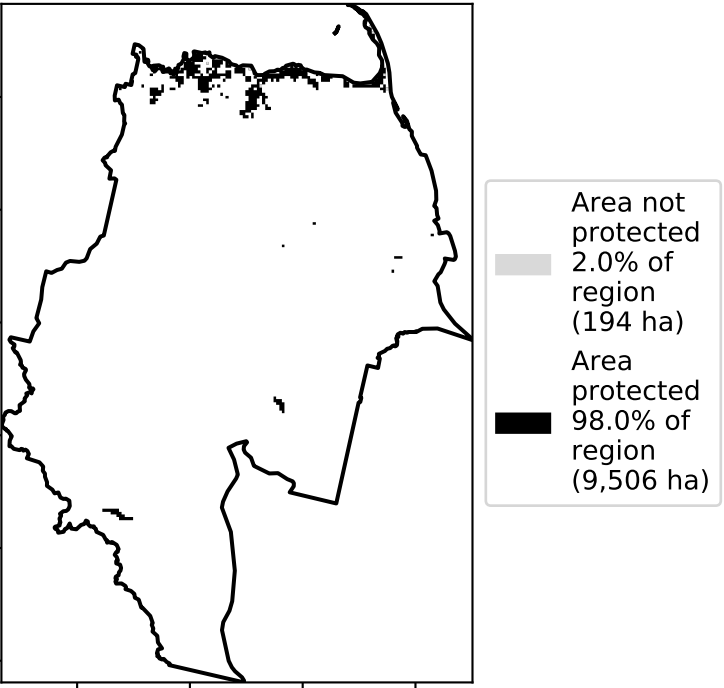 Area not
protected
2.0% of
region
(194 ha)
Area
protected
98.0% of
region
(9,506 ha)